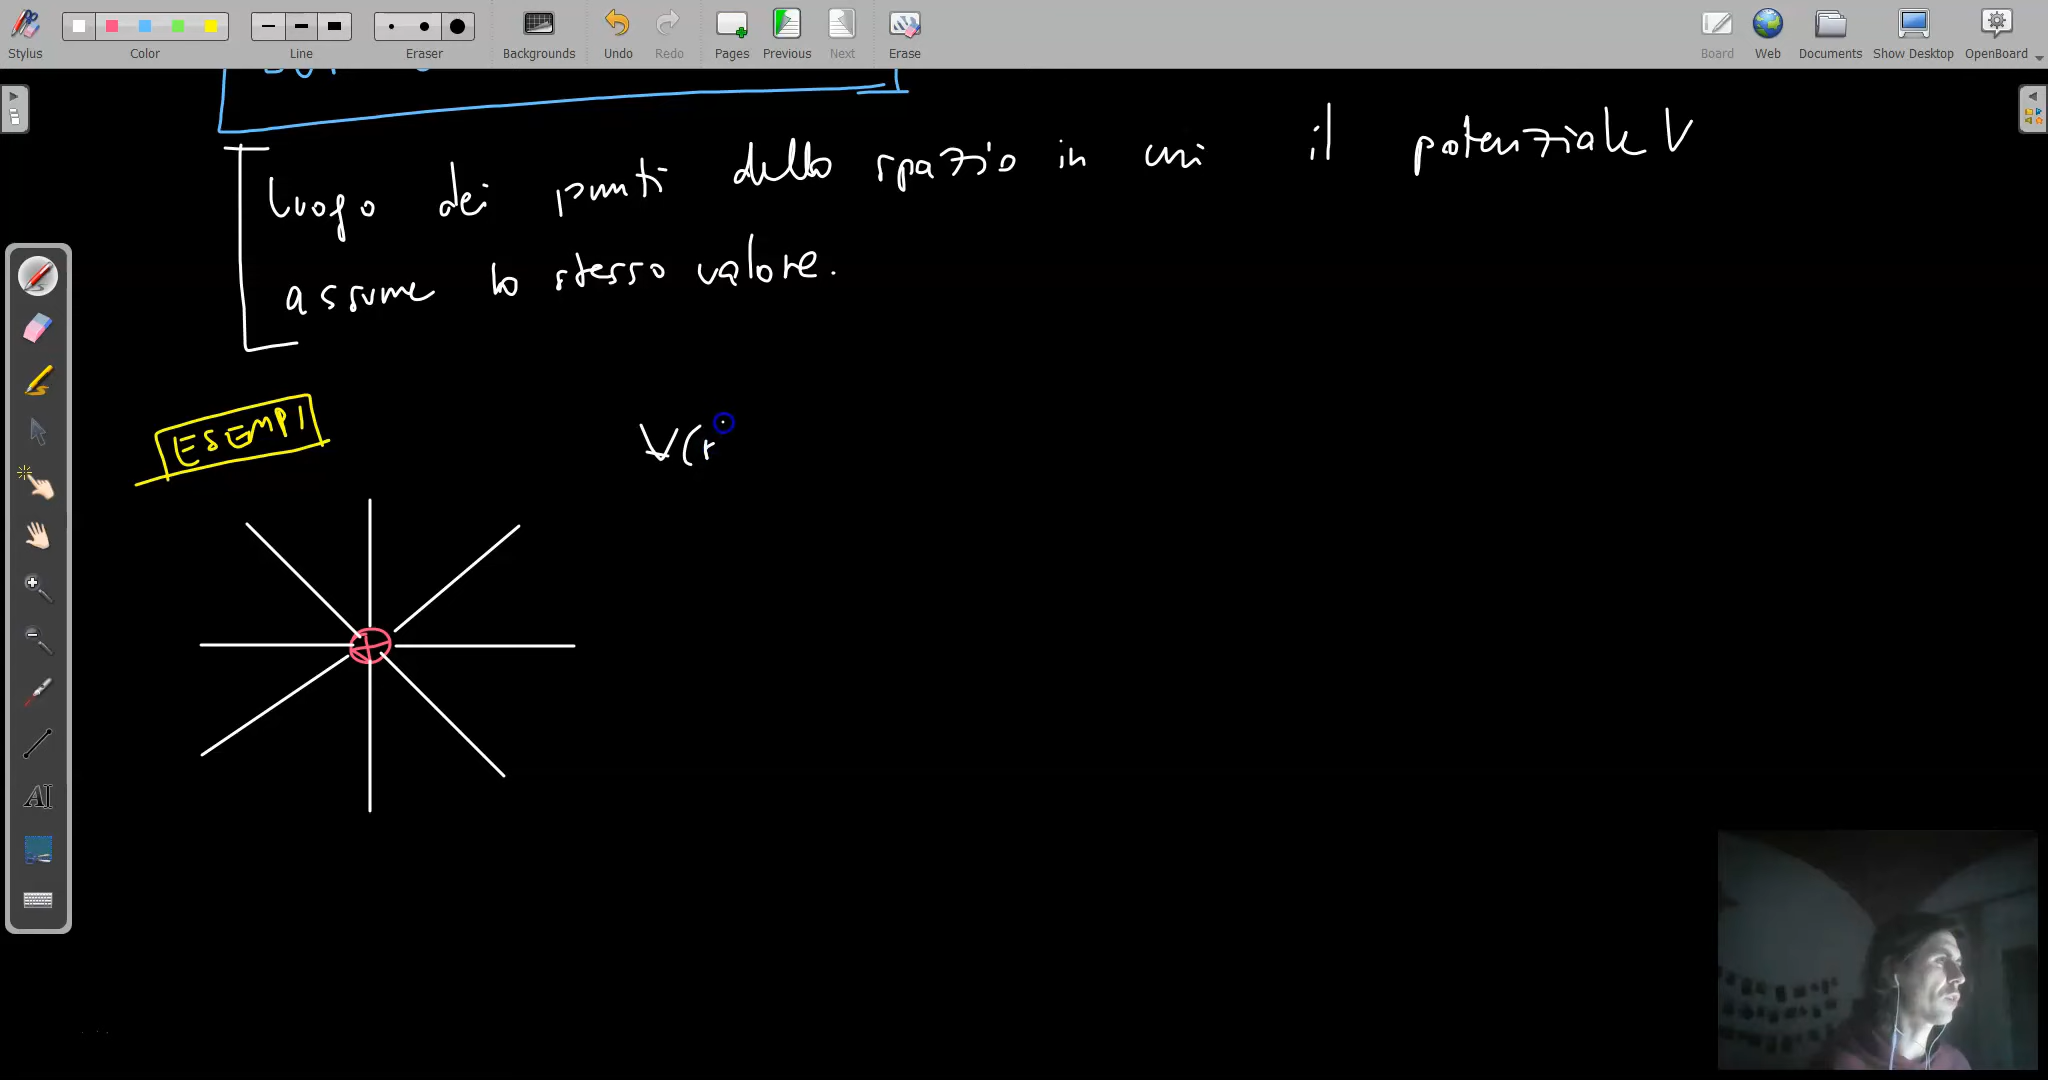 Stylus Color Line Eraser Backgrounds Undo Redo Pages Previous Next Erase Board Web Documents Show Desktop OpenBoard
luogo dei punti dello spazio in cui il potenziale V
assume lo stesso valore.
ESEMPI
V(r
+
AI